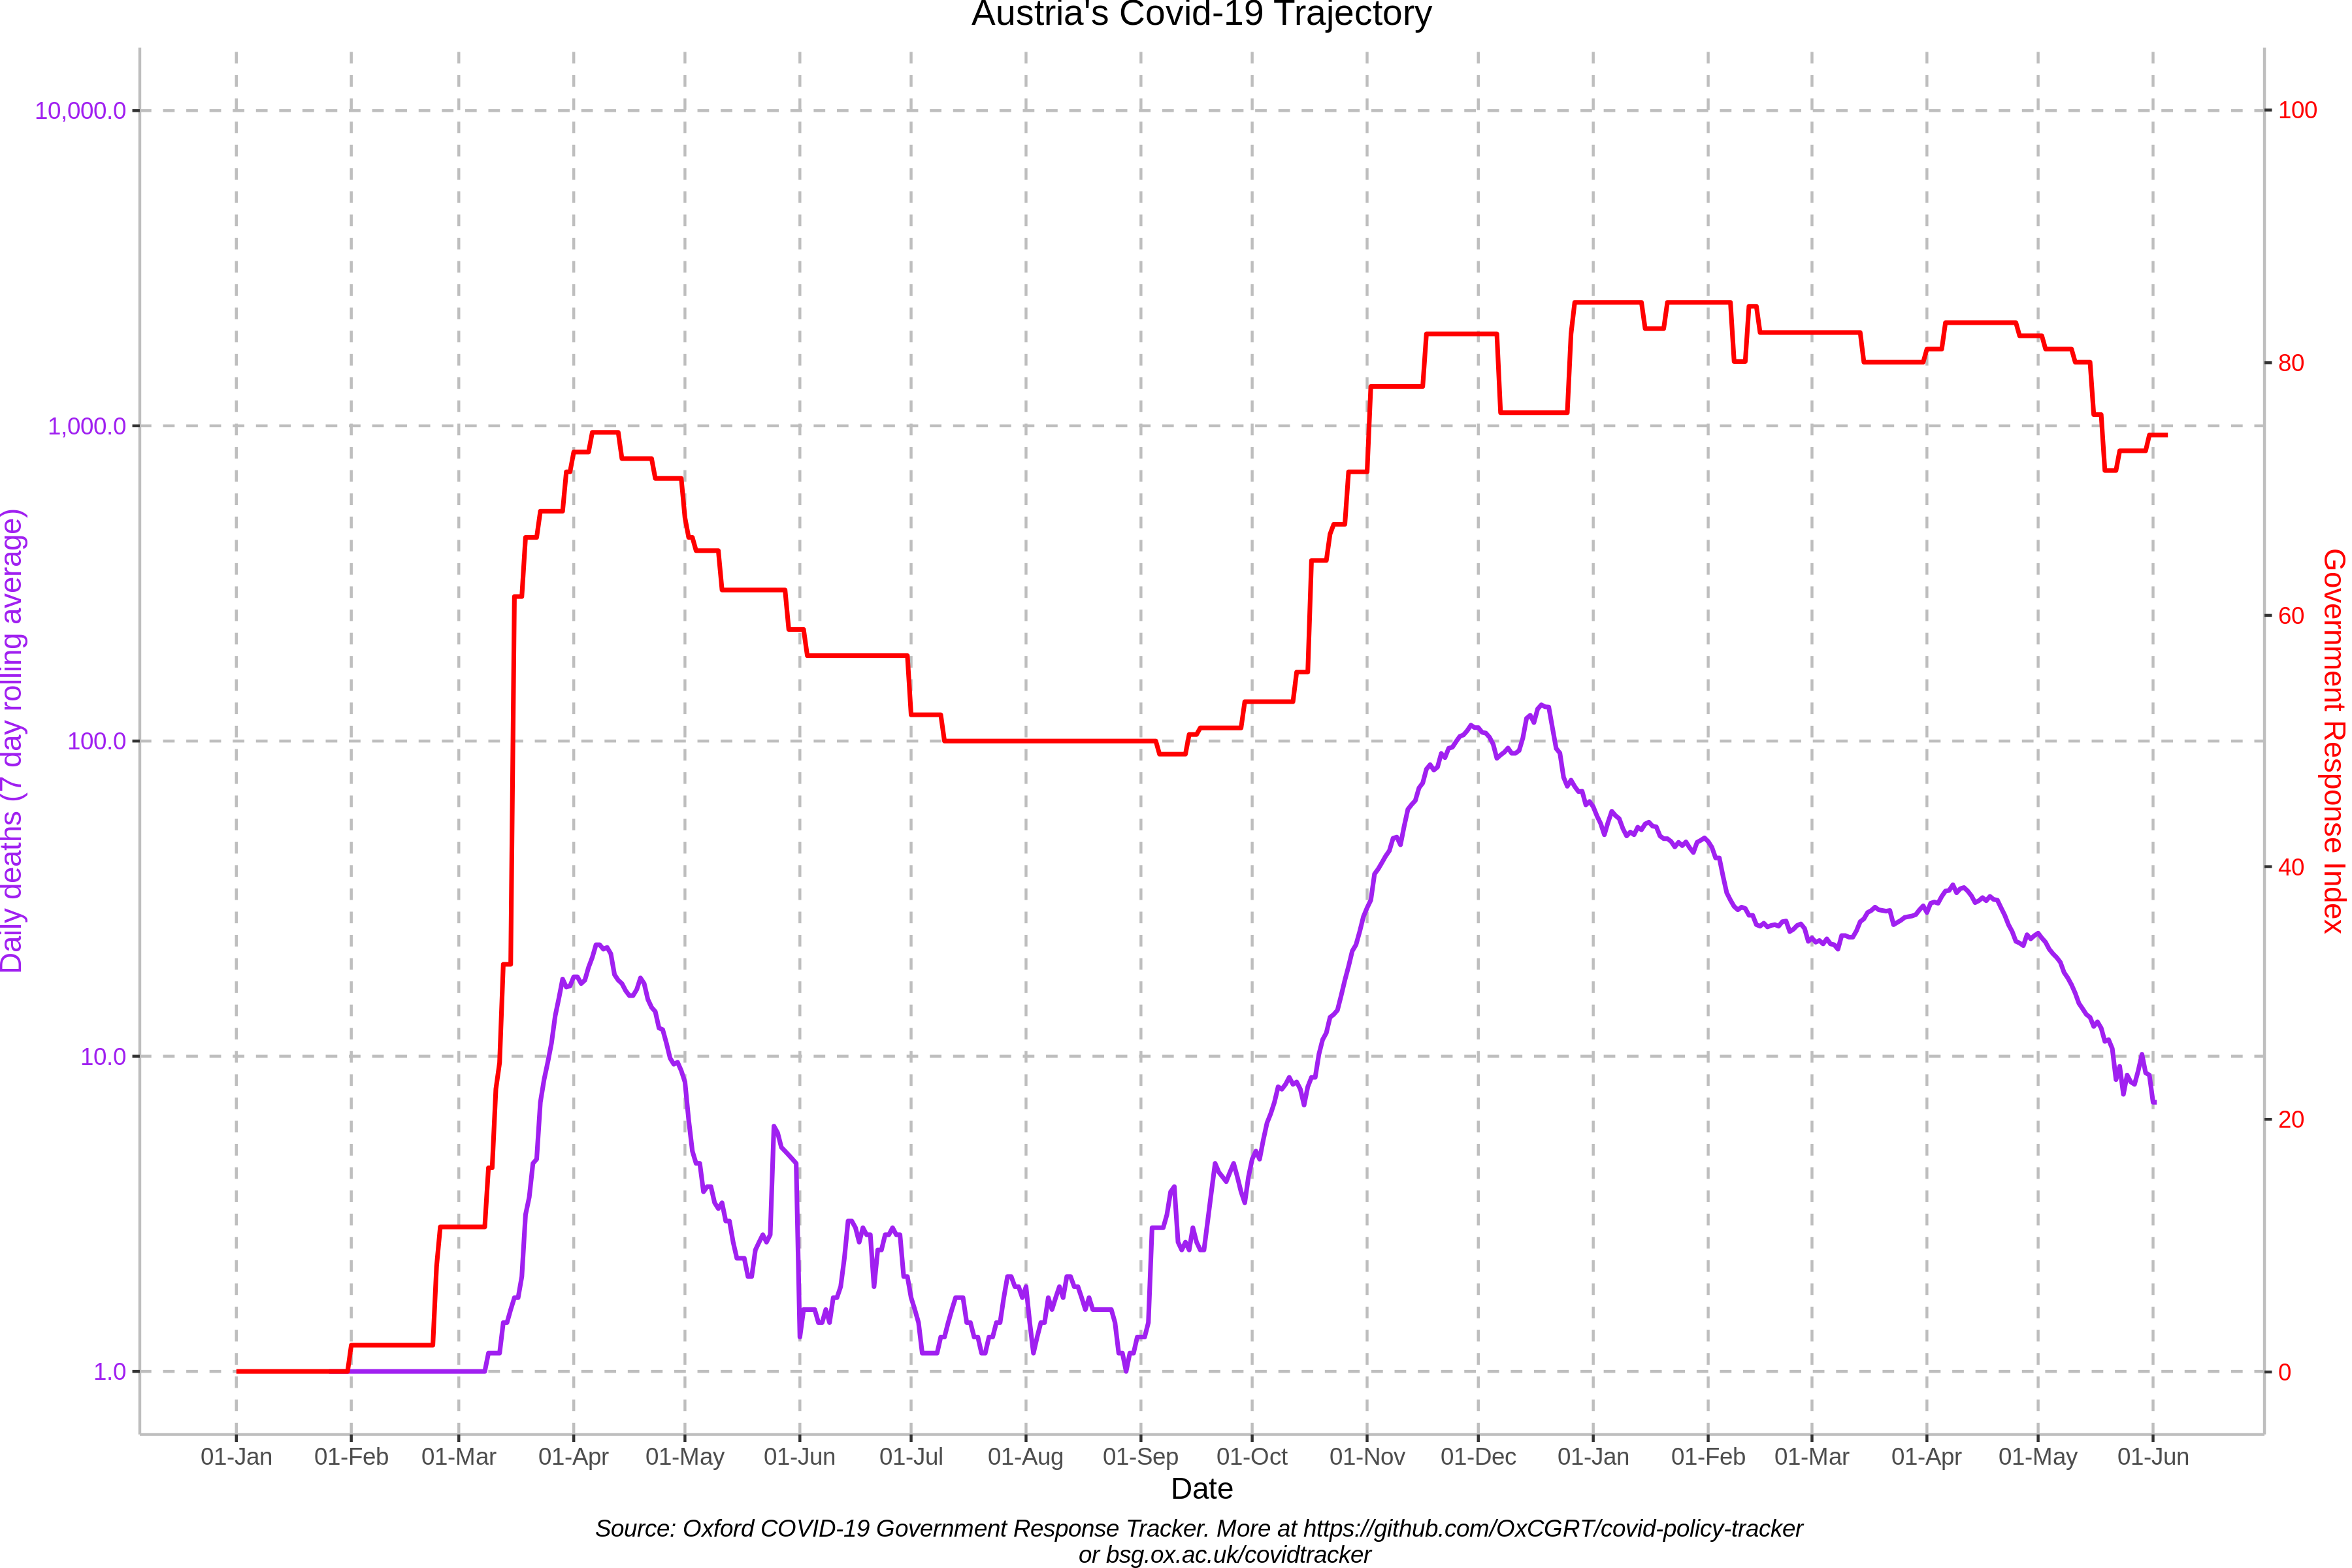 Austria's Covid-19 Trajectory
10,000.0
1,000.0
100.0
10.0
1.0
Daily deaths (7 day rolling average)
100
80
60
40
20
0
Government Response Index
01-Jan 01-Feb 01-Mar 01-Apr 01-May 01-Jun 01-Jul 01-Aug 01-Sep 01-Oct 01-Nov 01-Dec 01-Jan 01-Feb 01-Mar 01-Apr 01-May 01-Jun
Date
Source: Oxford COVID-19 Government Response Tracker. More at https://github.com/OxCGRT/covid-policy-tracker
or bsg.ox.ac.uk/covidtracker